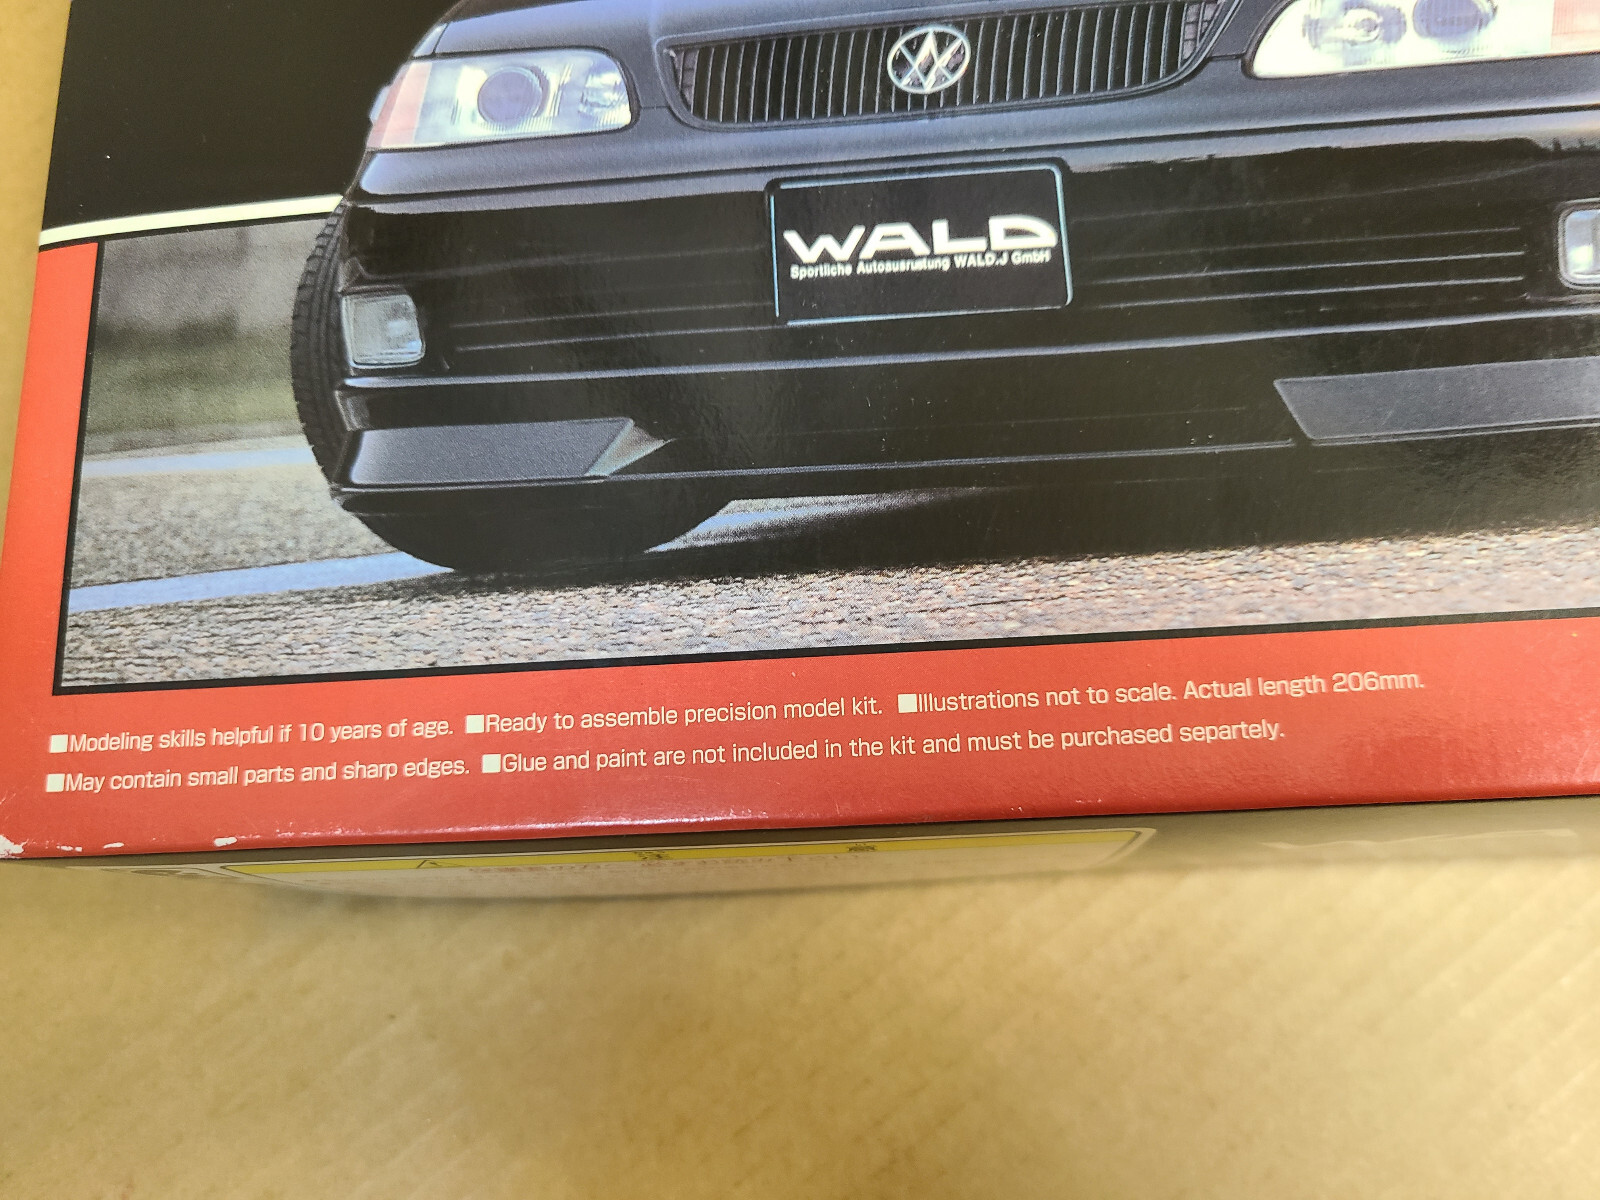 WALD
Sportliche Autoausrustung WALD.J GmbH
■Modeling skills helpful if 10 years of age. ■Ready to assemble precision model kit. ■Illustrations not to scale. Actual length 206mm.
■May contain small parts and sharp edges. ■Glue and paint are not included in the kit and must be purchased separtely.